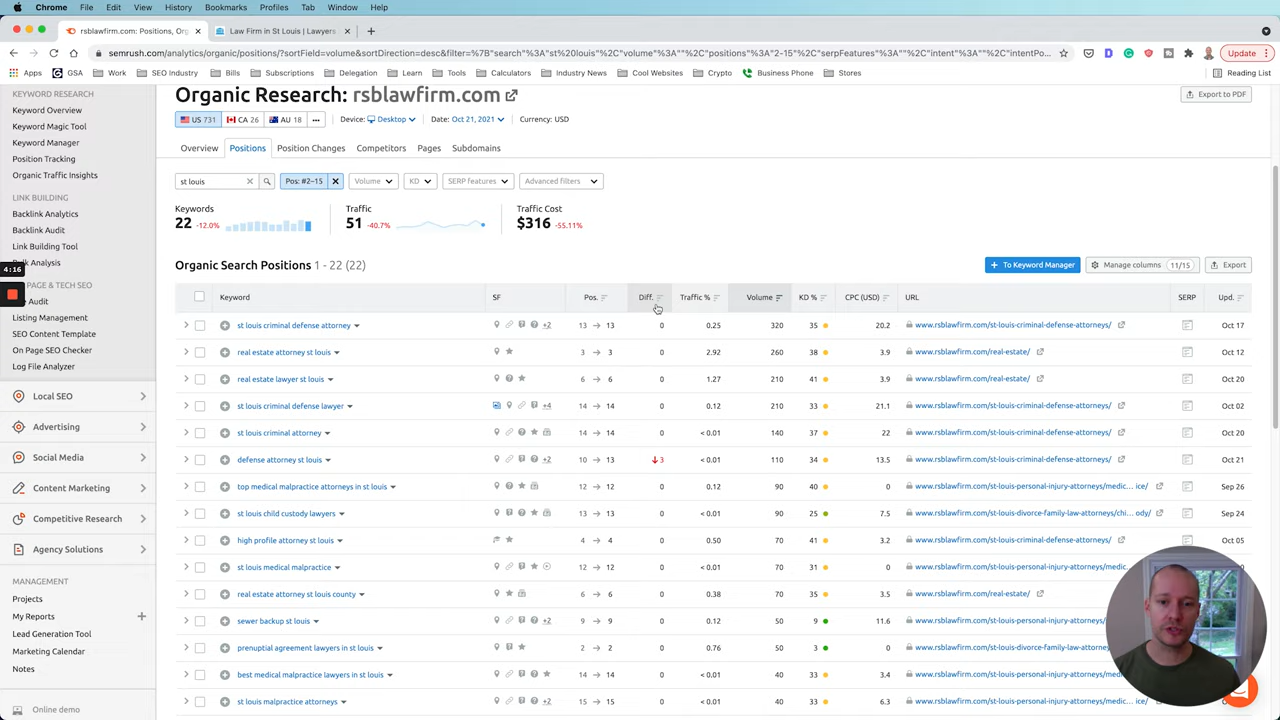 Chrome File Edit View History Bookmarks Profiles Tab Window Help
rsblawfirm.com: Positions, Or
Law Firm in St Louis | Lawyers
semrush.com/analytics/organic/positions/?sortField=volume&sortDirection=desc&filter=%7B"search"%3A"st%20louis"%2C"volume"%3A""%2C"positions"%3A"2-15"%2C"serpFeatures"%3A""%2C"intent"%3A""%2C"intentPo...
Update
Apps GSA Work SEO Industry Bills Subscriptions Delegation Learn Tools Calculators Industry News Cool Websites Crypto Business Phone Stores Reading List
KEYWORD RESEARCH
Keyword Overview
Keyword Magic Tool
Keyword Manager
Position Tracking
Organic Traffic Insights
LINK BUILDING
Backlink Analytics
Backlink Audit
Link Building Tool
Bulk Analysis
4:16
PAGE & TECH SEO
Audit
Listing Management
SEO Content Template
On Page SEO Checker
Log File Analyzer
Local SEO
Advertising
Social Media
Content Marketing
Competitive Research
Agency Solutions
MANAGEMENT
Projects
My Reports
Lead Generation Tool
Marketing Calendar
Notes
Online demo
Organic Research: rsblawfirm.com
Export to PDF
US 731 CA 26 AU 18 ... Device: Desktop Date: Oct 21, 2021 Currency: USD
Overview Positions Position Changes Competitors Pages Subdomains
st louis Pos: #2–15 Volume KD SERP features Advanced filters
Keywords Traffic Traffic Cost
22 -12.0% 51 -40.7% $316 -55.11%
Organic Search Positions 1 - 22 (22)
To Keyword Manager Manage columns 11/15 Export
Keyword SF Pos. Diff. Traffic % Volume KD % CPC (USD) URL SERP Upd.
st louis criminal defense attorney +2 13 → 13 0 0.25 320 35 20.2 www.rsblawfirm.com/st-louis-criminal-defense-attorneys/ Oct 17
real estate attorney st louis 3 → 3 0 2.92 260 38 3.9 www.rsblawfirm.com/real-estate/ Oct 12
real estate lawyer st louis 6 → 6 0 1.27 210 41 3.9 www.rsblawfirm.com/real-estate/ Oct 20
st louis criminal defense lawyer +4 14 → 14 0 0.12 210 33 21.1 www.rsblawfirm.com/st-louis-criminal-defense-attorneys/ Oct 02
st louis criminal attorney 14 → 14 0 < 0.01 140 37 22 www.rsblawfirm.com/st-louis-criminal-defense-attorneys/ Oct 20
defense attorney st louis +2 10 → 13 ↓3 < 0.01 110 34 13.5 www.rsblawfirm.com/st-louis-criminal-defense-attorneys/ Oct 21
top medical malpractice attorneys in st louis 12 → 12 0 0.12 90 40 0 www.rsblawfirm.com/st-louis-personal-injury-attorneys/medic... ice/ Sep 26
st louis child custody lawyers 13 → 13 0 < 0.01 90 25 7.5 www.rsblawfirm.com/st-louis-divorce-family-law-attorneys/chi... ody/ Sep 24
high profile attorney st louis 4 → 4 0 0.50 70 41 3.2 www.rsblawfirm.com/st-louis-criminal-defense-attorneys/ Oct 05
st louis medical malpractice 12 → 12 0 < 0.01 70 31 0 www.rsblawfirm.com/st-louis-personal-injury-attorneys/medic...
real estate attorney st louis county 6 → 6 0 0.38 70 35 3.5 www.rsblawfirm.com/real-estate/
sewer backup st louis +2 9 → 9 0 0.12 50 9 11.6 www.rsblawfirm.com/st-louis-personal-injury-attorneys
prenuptial agreement lawyers in st louis 2 → 2 0 0.76 50 3 0 www.rsblawfirm.com/st-louis-divorce-family-law-attorne
best medical malpractice lawyers in st louis 14 → 14 0 < 0.01 40 33 3.4 www.rsblawfirm.com/st-louis-personal-injury-attorneys
st louis malpractice attorneys 15 → 15 0 < 0.01 40 33 6.3 www.rsblawfirm.com/st-louis-personal-injury-attorneys/medic